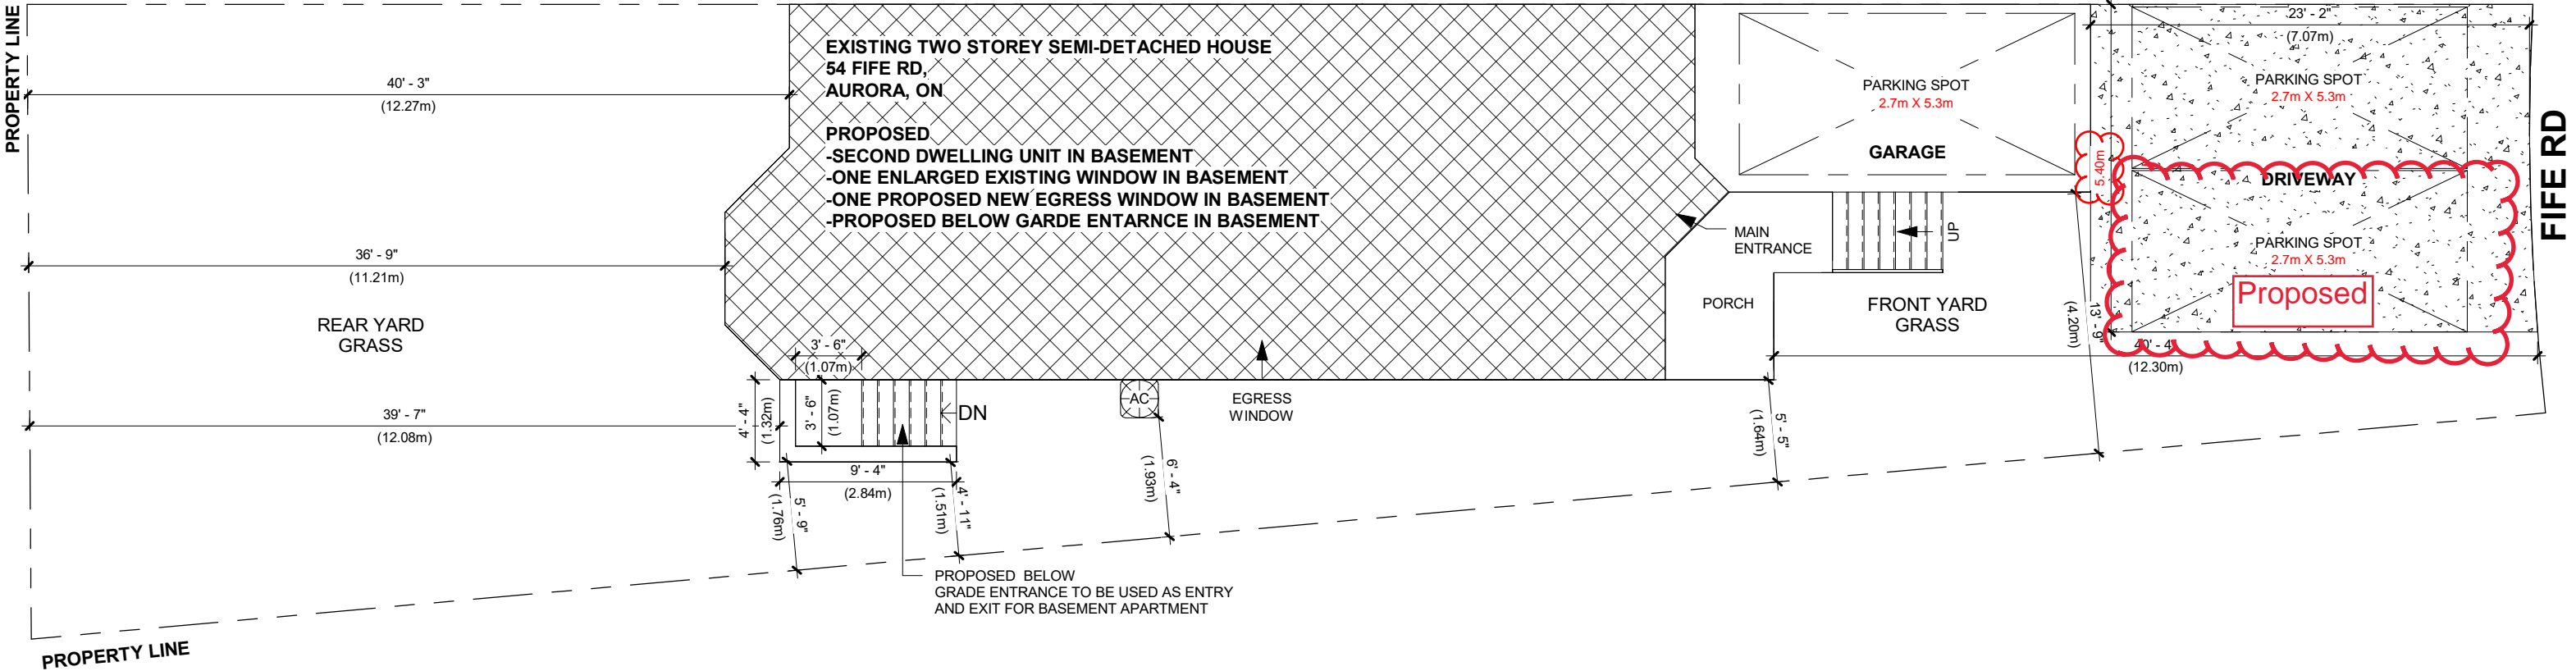 PROPERTY LINE
40' - 3"
(12.27m)
36' - 9"
(11.21m)
REAR YARD
GRASS
39' - 7"
(12.08m)
PROPERTY LINE
EXISTING TWO STOREY SEMI-DETACHED HOUSE
54 FIFE RD,
AURORA, ON
PROPOSED
-SECOND DWELLING UNIT IN BASEMENT
-ONE ENLARGED EXISTING WINDOW IN BASEMENT
-ONE PROPOSED NEW EGRESS WINDOW IN BASEMENT
-PROPOSED BELOW GARDE ENTARNCE IN BASEMENT
3' - 6"
(1.07m)
4' - 4"
(1.32m)
3' - 6"
(1.07m)
DN
9' - 4"
(2.84m)
5' - 9"
(1.76m)
4' - 11"
(1.51m)
PROPOSED BELOW
GRADE ENTRANCE TO BE USED AS ENTRY
AND EXIT FOR BASEMENT APARTMENT
AC
6' - 4"
(1.93m)
EGRESS
WINDOW
5' - 5"
(1.64m)
PARKING SPOT
2.7m X 5.3m
GARAGE
MAIN
ENTRANCE
UP
PORCH
FRONT YARD
GRASS
13' - 9"
(4.20m)
5.40m
23' - 2"
(7.07m)
PARKING SPOT
2.7m X 5.3m
DRIVEWAY
PARKING SPOT
2.7m X 5.3m
Proposed
40' - 4"
(12.30m)
FIFE RD